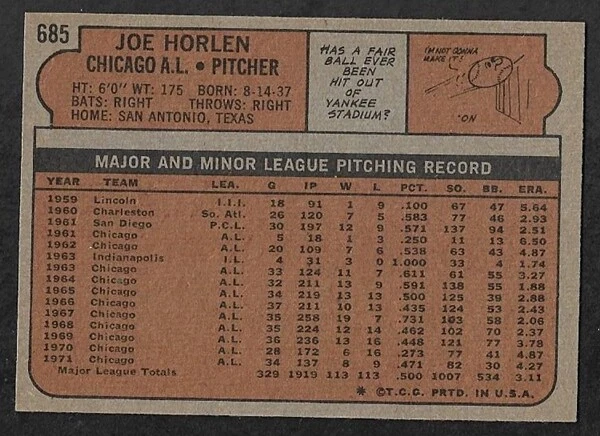 685
JOE HORLEN
CHICAGO A.L. • PITCHER
HT: 6'0" WT: 175 BORN: 8-14-37
BATS: RIGHT THROWS: RIGHT
HOME: SAN ANTONIO, TEXAS
HAS A FAIR
BALL EVER
BEEN
HIT OUT
OF
YANKEE
STADIUM?
I'M NOT GONNA
MAKE IT!
NO.
MAJOR AND MINOR LEAGUE PITCHING RECORD
YEAR TEAM LEA. G IP W L PCT. SO. BB. ERA.
1959 Lincoln I.I.I. 18 91 1 9 .100 67 47 5.64
1960 Charleston So. Atl. 26 120 7 5 .583 77 46 2.93
1961 San Diego P.C.L. 30 197 12 9 .571 137 94 2.51
1961 Chicago A.L. 5 18 1 3 .250 11 13 6.50
1962 Chicago A.L. 20 109 7 6 .538 63 43 4.87
1963 Indianapolis I.L. 4 31 3 0 1.000 33 4 1.74
1963 Chicago A.L. 33 124 11 7 .611 61 55 3.27
1964 Chicago A.L. 32 211 13 9 .591 138 55 1.88
1965 Chicago A.L. 34 219 13 13 .500 125 39 2.88
1966 Chicago A.L. 37 211 10 13 .435 124 53 2.43
1967 Chicago A.L. 35 258 19 7 .731 103 58 2.06
1968 Chicago A.L. 35 224 12 14 .462 102 70 2.37
1969 Chicago A.L. 36 236 13 16 .448 121 77 3.78
1970 Chicago A.L. 28 172 6 16 .273 77 41 4.87
1971 Chicago A.L. 34 137 8 9 .471 82 30 4.27
Major League Totals 329 1919 113 113 .500 1007 534 3.11
* ©T.C.G. PRTD. IN U.S.A.